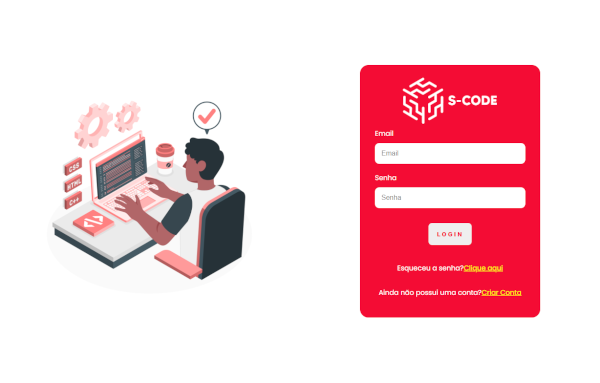 CSS
HTML
C++
S-CODE
Email
Email
Senha
Senha
LOGIN
Esqueceu a senha?Clique aqui
Ainda não possui uma conta?Criar Conta